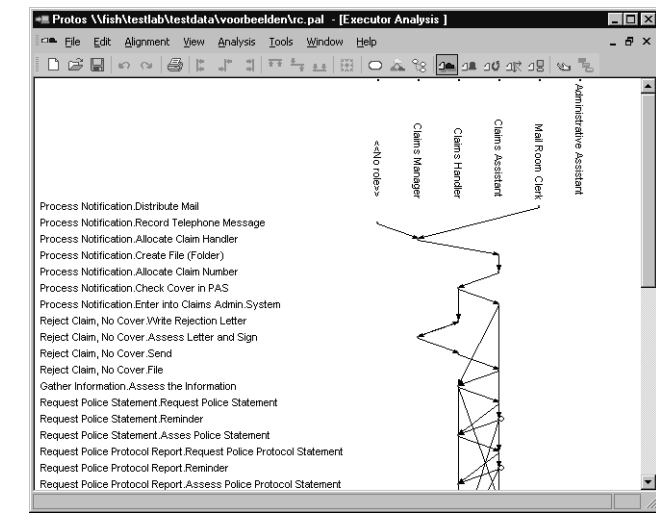 Protos \\fish\testlab\testdata\voorbeelden\rc.pal - [Executor Analysis ]
File Edit Alignment View Analysis Tools Window Help
<<No role>>
Claims Manager
Claims Handler
Claims Assistant
Mail Room Clerk
Administrative Assistant
Process Notification.Distribute Mail
Process Notification.Record Telephone Message
Process Notification.Allocate Claim Handler
Process Notification.Create File (Folder)
Process Notification.Allocate Claim Number
Process Notification.Check Cover in PAS
Process Notification.Enter into Claims Admin.System
Reject Claim, No Cover.Write Rejection Letter
Reject Claim, No Cover.Assess Letter and Sign
Reject Claim, No Cover.Send
Reject Claim, No Cover.File
Gather Information.Assess the Information
Request Police Statement.Request Police Statement
Request Police Statement.Reminder
Request Police Statement.Asses Police Statement
Request Police Protocol Report.Request Police Protocol Statement
Request Police Protocol Report.Reminder
Request Police Protocol Report.Assess Police Protocol Statement